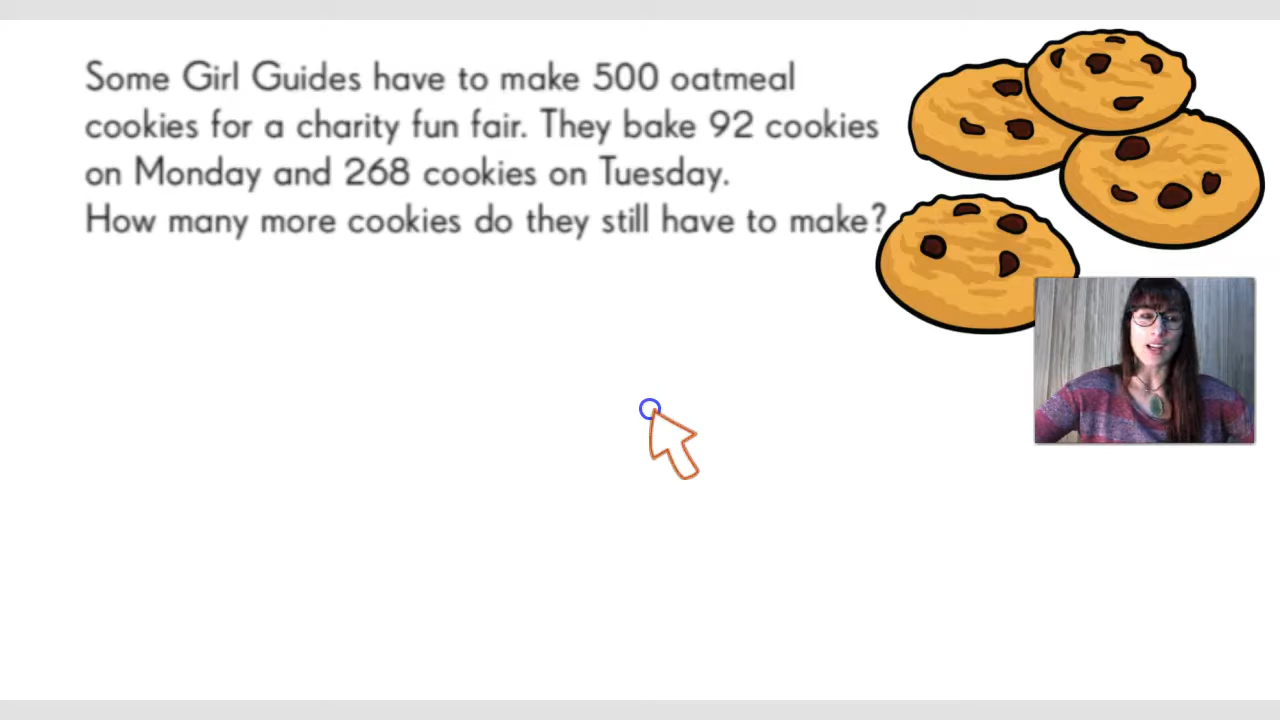 Some Girl Guides have to make 500 oatmeal
cookies for a charity fun fair. They bake 92 cookies
on Monday and 268 cookies on Tuesday.
How many more cookies do they still have to make?